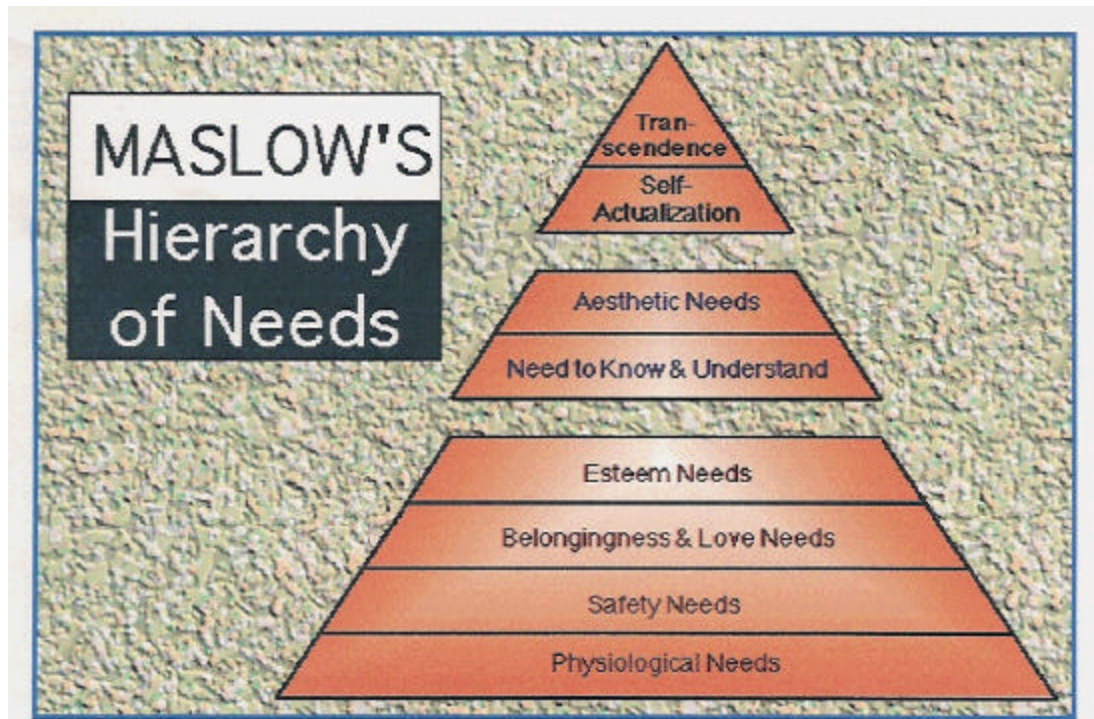 MASLOW'S
Hierarchy
of Needs
Tran-
scendence
Self-
Actualization
Aesthetic Needs
Need to Know & Understand
Esteem Needs
Belongingness & Love Needs
Safety Needs
Physiological Needs